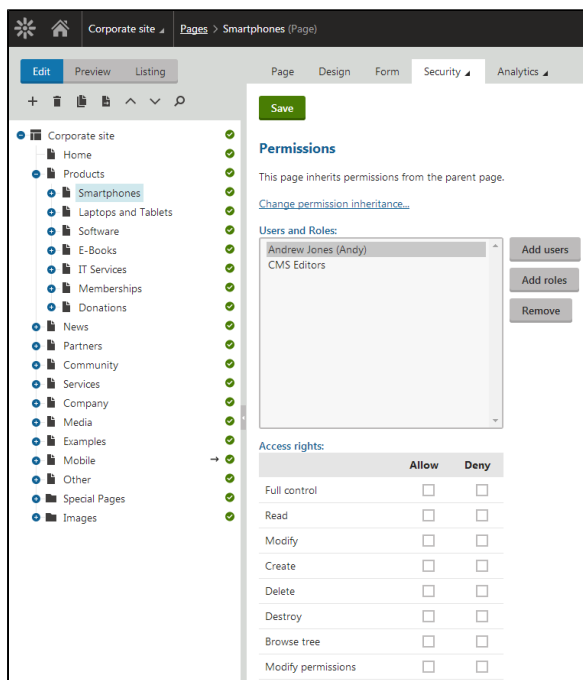 Corporate site Pages > Smartphones (Page)
Edit Preview Listing
Page Design Form Security Analytics
Save
Corporate site
Home
Products
Smartphones
Laptops and Tablets
Software
E-Books
IT Services
Memberships
Donations
News
Partners
Community
Services
Company
Media
Examples
Mobile
Other
Special Pages
Images
Permissions
This page inherits permissions from the parent page.
Change permission inheritance...
Users and Roles:
Andrew Jones (Andy)
CMS Editors
Add users
Add roles
Remove
Access rights:
Allow Deny
Full control
Read
Modify
Create
Delete
Destroy
Browse tree
Modify permissions